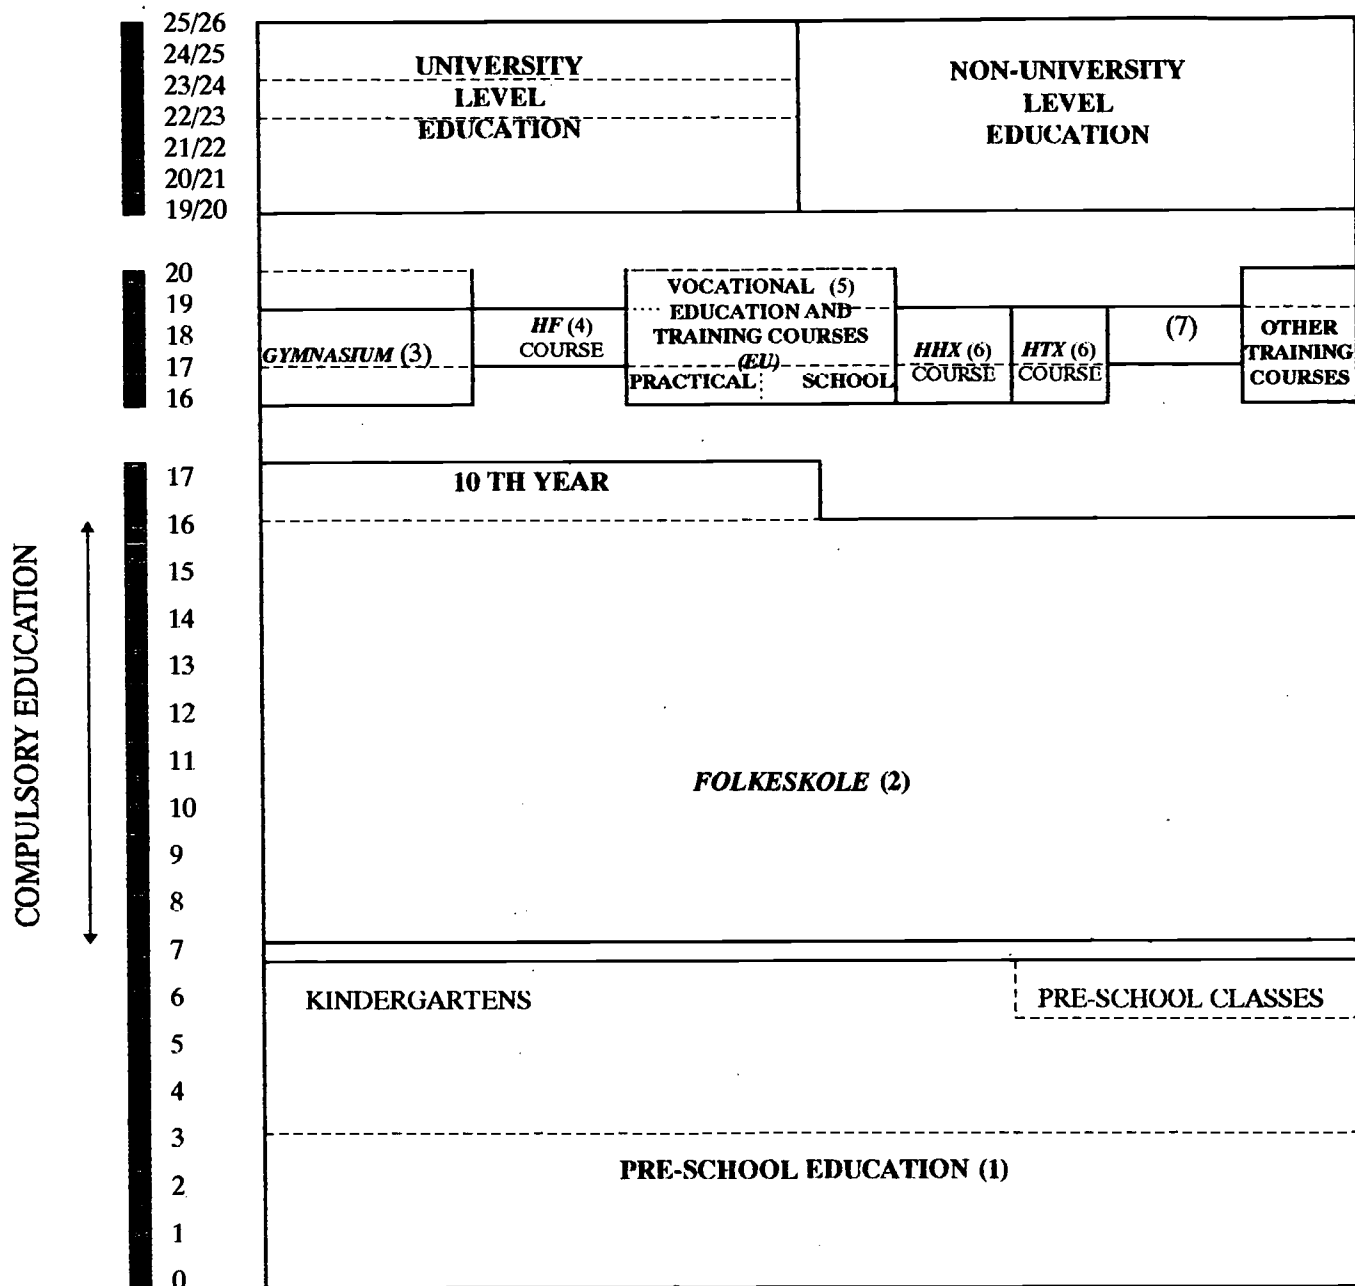 25/26
24/25
23/24
22/23
21/22
20/21
19/20
UNIVERSITY
LEVEL
EDUCATION
NON-UNIVERSITY
LEVEL
EDUCATION
20
19
18
17
16
GYMNASIUM (3)
HF (4)
COURSE
VOCATIONAL (5)
EDUCATION AND
TRAINING COURSES
(EU)
PRACTICAL
SCHOOL
HHX (6)
COURSE
HTX (6)
COURSE
(7)
OTHER
TRAINING
COURSES
COMPULSORY EDUCATION
17
16
15
14
13
12
11
10
9
8
7
6
5
4
3
2
1
0
10 TH YEAR
FOLKESKOLE (2)
KINDERGARTENS
PRE-SCHOOL CLASSES
PRE-SCHOOL EDUCATION (1)